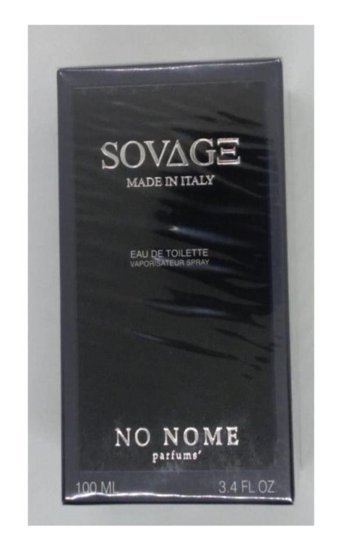 SOVAGE
MADE IN ITALY
EAU DE TOILETTE
VAPORISATEUR SPRAY
NO NOME
parfums'
100 ML 3.4 FL OZ